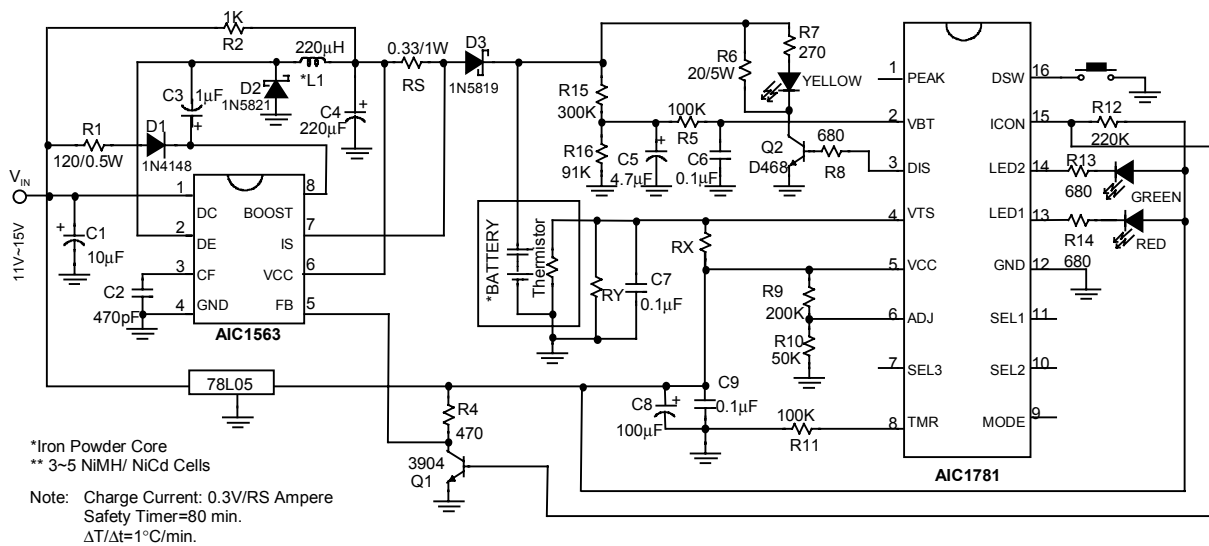 1K
R2
220μH
*L1
0.33/1W
RS
D3
1N5819
C3
1μF
D2
1N5821
C4
220μF
R1
120/0.5W
D1
1N4148
VIN
11V~15V
C1
10μF
C2
470pF
1
2
3
4
DC
DE
CF
GND
BOOST
IS
VCC
FB
8
7
6
5
AIC1563
78L05
R4
470
3904
Q1
*Iron Powder Core
** 3~5 NiMH/ NiCd Cells
Note: Charge Current: 0.3V/RS Ampere
Safety Timer=80 min.
ΔT/Δt=1°C/min.
R15
300K
R16
91K
C5
4.7μF
100K
R5
C6
0.1μF
R6
20/5W
R7
270
YELLOW
Q2
D468
680
R8
*BATTERY
Thermistor
RY
C7
0.1μF
RX
R9
200K
R10
50K
C8
100μF
C9
0.1μF
100K
R11
1
2
3
4
5
6
7
8
PEAK
VBT
DIS
VTS
VCC
ADJ
SEL3
TMR
DSW
ICON
LED2
LED1
GND
SEL1
SEL2
MODE
16
15
14
13
12
11
10
9
AIC1781
R12
220K
R13
680
GREEN
R14
680
RED